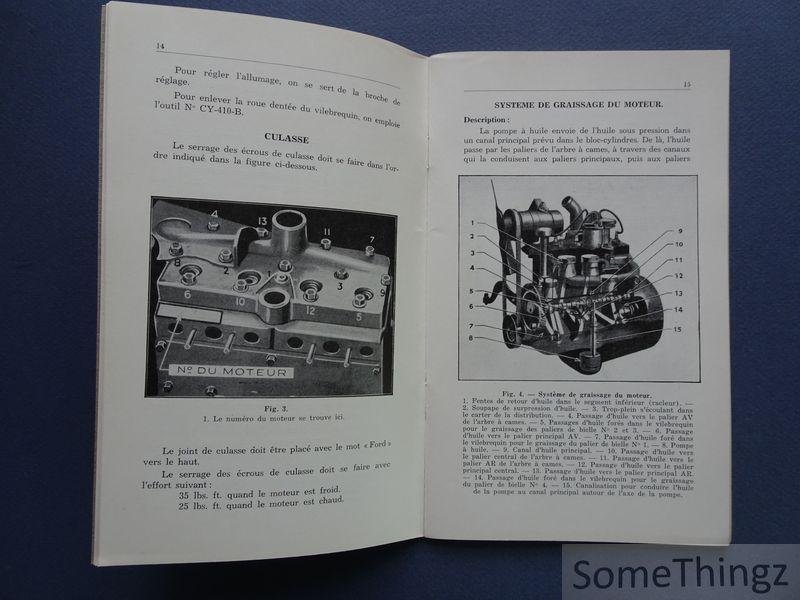 14
Pour régler l'allumage, on se sert de la broche de
réglage.
Pour enlever la roue dentée du vilebrequin, on emploie
l'outil N° CY-410-B.
CULASSE
Le serrage des écrous de culasse doit se faire dans l'or-
dre indiqué dans la figure ci-dessous.
4
13
11
7
8
2
3
9
6
10
12
5
1
N° DU MOTEUR
Fig. 3.
1. Le numéro du moteur se trouve ici.
Le joint de culasse doit être placé avec le mot « Ford »
vers le haut.
Le serrage des écrous de culasse doit se faire avec
l'effort suivant :
35 lbs. ft. quand le moteur est froid.
25 lbs. ft. quand le moteur est chaud.
15
SYSTEME DE GRAISSAGE DU MOTEUR.
Description :
La pompe à huile envoie de l'huile sous pression dans
un canal principal prévu dans le bloc-cylindres. De là, l'huile
passe par les paliers de l'arbre à cames, à travers des canaux
qui la conduisent aux paliers principaux, puis aux paliers
1
2
3
4
5
6
7
8
9
10
11
12
13
14
15
Fig. 4. — Système de graissage du moteur.
1. Fentes de retour d'huile dans le segment inférieur (racleur). —
2. Soupape de surpression d'huile. — 3. Trop-plein s'écoulant dans
le carter de la distribution. — 4. Passage d'huile vers le palier AV
de l'arbre à cames. — 5. Passages d'huile forés dans le vilebrequin
pour le graissage des paliers de bielle N° 2 et 3. — 6. Passage
d'huile vers le palier principal AV. — 7. Passage d'huile foré dans
le vilebrequin pour le graissage du palier de bielle N° 1. — 8. Pompe
à huile. — 9. Canal d'huile principal. — 10. Passage d'huile vers
le palier central de l'arbre à cames. — 11. Passage d'huile vers le
palier AR de l'arbre à cames. — 12. Passage d'huile vers le palier
principal central. — 13. Passage d'huile vers le palier principal AR.
— 14. Passage d'huile foré dans le vilebrequin pour le graissage
du palier de bielle N° 4. — 15. Canalisation pour conduire l'huile
de la pompe au canal principal autour de l'axe de la pompe.
SomeThingz